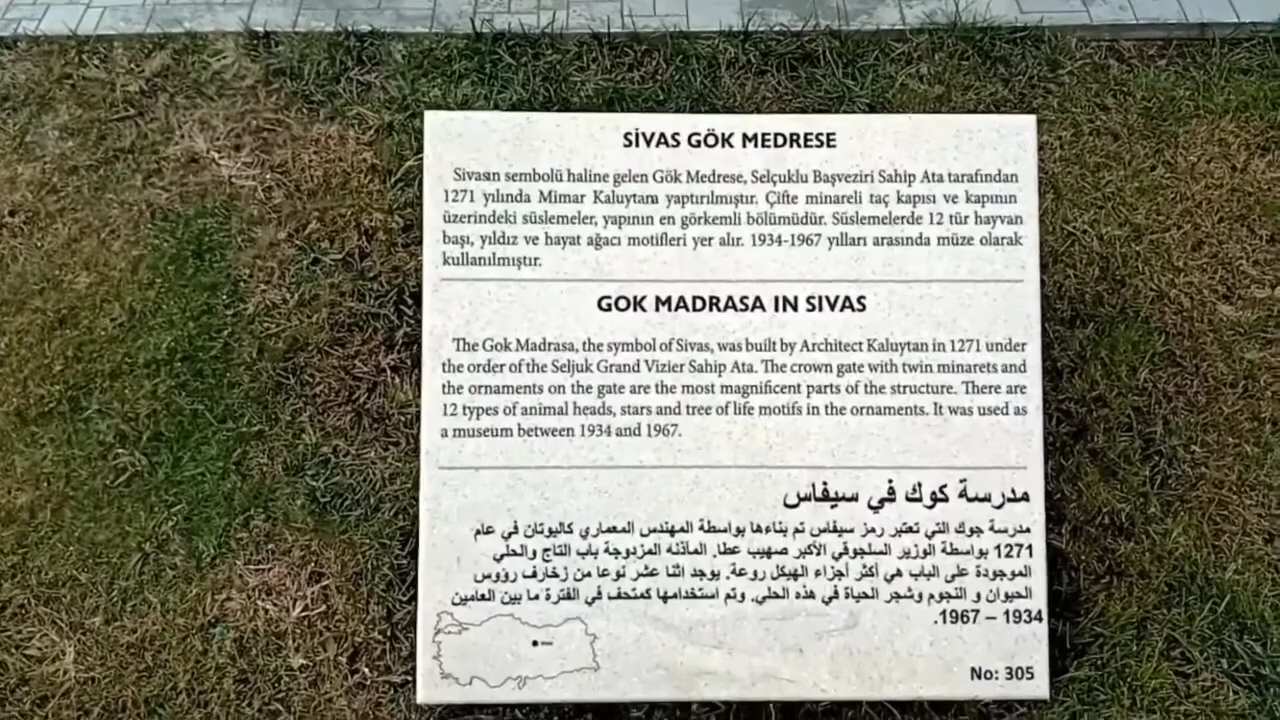 SİVAS GÖK MEDRESE
Sivasın sembolü haline gelen Gök Medrese, Selçuklu Başveziri Sahip Ata tarafından
1271 yılında Mimar Kaluytana yaptırılmıştır. Çifte minareli taç kapısı ve kapının
üzerindeki süslemeler, yapının en görkemli bölümüdür. Süslemelerde 12 tür hayvan
başı, yıldız ve hayat ağacı motifleri yer alır. 1934-1967 yılları arasında müze olarak
kullanılmıştır.
GOK MADRASA IN SIVAS
The Gok Madrasa, the symbol of Sivas, was built by Architect Kaluytan in 1271 under
the order of the Seljuk Grand Vizier Sahip Ata. The crown gate with twin minarets and
the ornaments on the gate are the most magnificent parts of the structure. There are
12 types of animal heads, stars and tree of life motifs in the ornaments. It was used as
a museum between 1934 and 1967.
مدرسة كوك في سيفاس
مدرسة جوك التي تعتبر رمز سيفاس تم بناءها بواسطة المهندس المعماري كاليوتان في عام
1271 بواسطة الوزير السلجوقي الأكبر صهيب عطا. المآذنه المزدوجة باب التاج والحلي
الموجودة على الباب هي أكثر أجزاء الهيكل روعة. يوجد اثنا عشر نوعا من زخارف رؤوس
الحيوان و النجوم وشجر الحياة في هذه الحلي. وتم استخدامها كمتحف في الفترة ما بين العامين
1934 – 1967.
No: 305